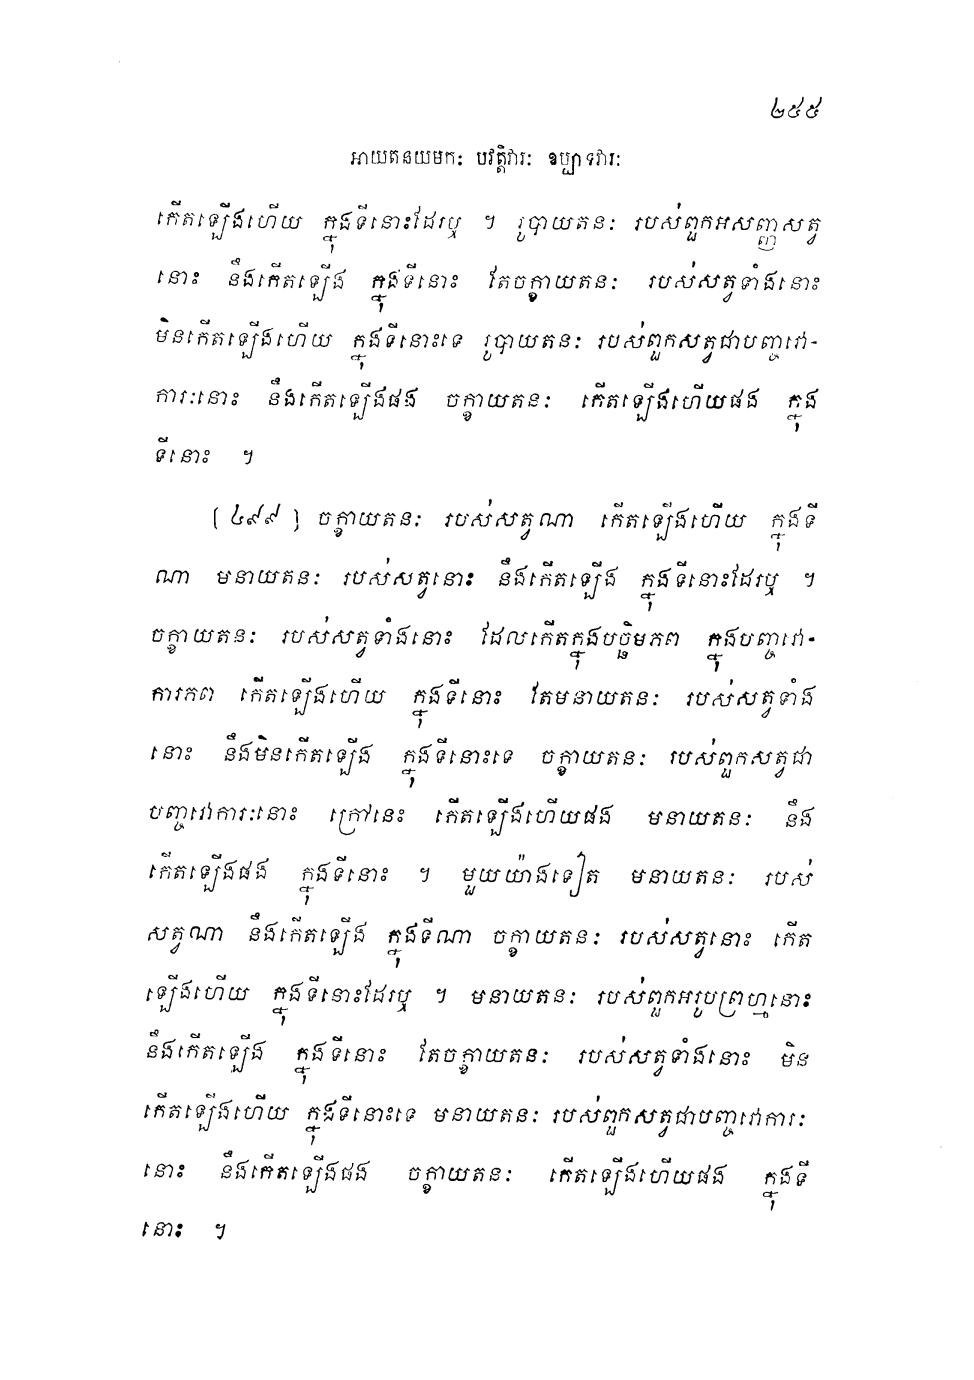 ២៥៥
អាយតនយមកៈ បវត្តិវារៈ ឧប្បាទវារៈ
កើតឡើងហើយ ក្នុងទីនោះដែរឬ ។ រូបាយតនៈ របស់ពួកអសញ្ញសត្វ
នោះ នឹងកើតឡើង ក្នុងទីនោះ តែចក្ខាយតនៈ របស់សត្វទាំងនោះ
មិនកើតឡើងហើយ ក្នុងទីនោះទេ រូបាយតនៈ របស់ពួកសត្វជាបញ្ចវោ-
ការៈនោះ នឹងកើតឡើងផង ចក្ខាយតនៈ កើតឡើងហើយផង ក្នុង
ទីនោះ ។
(៤៩៩) ចក្ខាយតនៈ របស់សត្វណា កើតឡើងហើយ ក្នុងទី
ណា មនាយតនៈ របស់សត្វនោះ នឹងកើតឡើង ក្នុងទីនោះដែរឬ ។
ចក្ខាយតនៈ របស់សត្វទាំងនោះ ដែលកើតក្នុងបច្ឆិមភព ក្នុងបញ្ចវោ-
ការភព កើតឡើងហើយ ក្នុងទីនោះ តែមនាយតនៈ របស់សត្វទាំង
នោះ នឹងមិនកើតឡើង ក្នុងទីនោះទេ ចក្ខាយតនៈ របស់ពួកសត្វជា
បញ្ចវោការៈនោះ ក្រៅនេះ កើតឡើងហើយផង មនាយតនៈ នឹង
កើតឡើងផង ក្នុងទីនោះ ។ មួយយ៉ាងទៀត មនាយតនៈ របស់
សត្វណា នឹងកើតឡើង ក្នុងទីណា ចក្ខាយតនៈ របស់សត្វនោះ កើត
ឡើងហើយ ក្នុងទីនោះដែរឬ ។ មនាយតនៈ របស់ពួកអរូបព្រហ្មនោះ
នឹងកើតឡើង ក្នុងទីនោះ តែចក្ខាយតនៈ របស់សត្វទាំងនោះ មិន
កើតឡើងហើយ ក្នុងទីនោះទេ មនាយតនៈ របស់ពួកសត្វជាបញ្ចវោការៈ
នោះ នឹងកើតឡើងផង ចក្ខាយតនៈ កើតឡើងហើយផង ក្នុងទី
នោះ ។